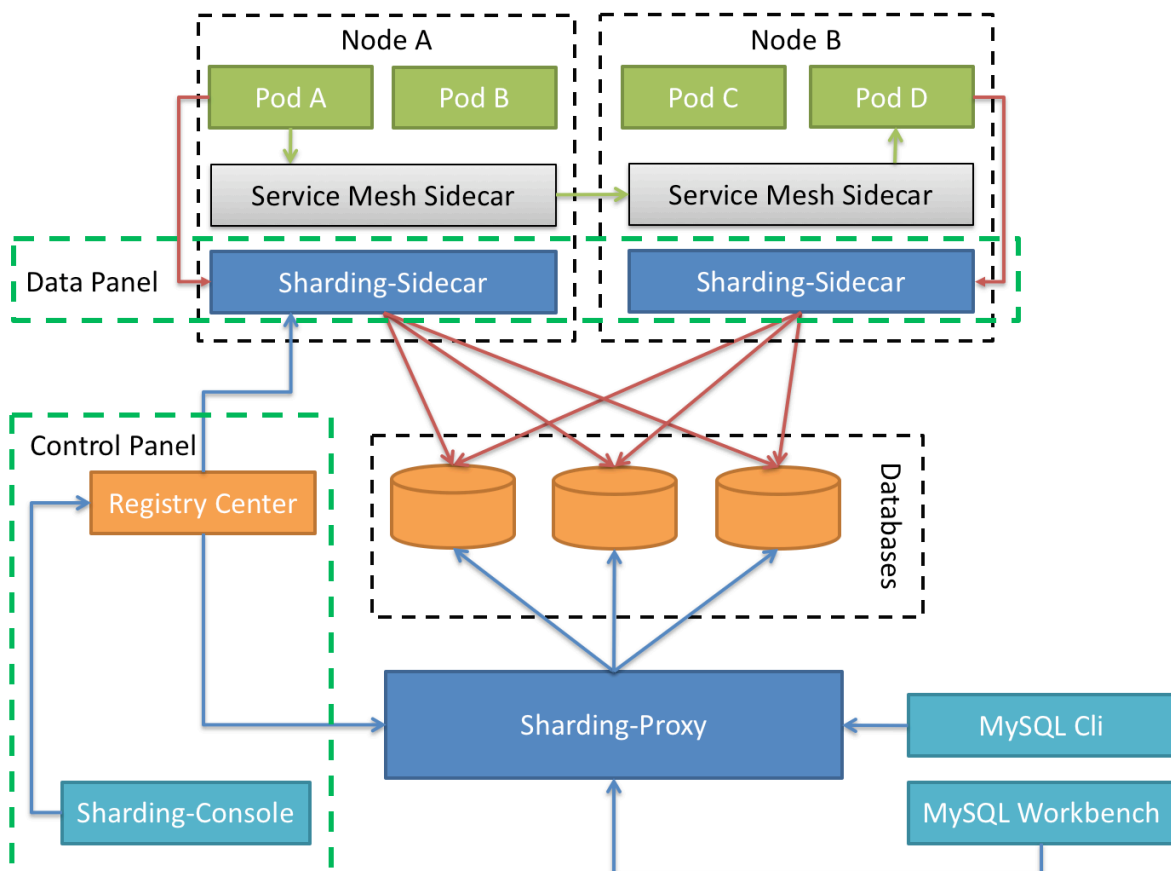 Node A
Node B
Pod A
Pod B
Pod C
Pod D
Service Mesh Sidecar
Service Mesh Sidecar
Data Panel
Sharding-Sidecar
Sharding-Sidecar
Control Panel
Registry Center
Databases
Sharding-Proxy
MySQL Cli
Sharding-Console
MySQL Workbench